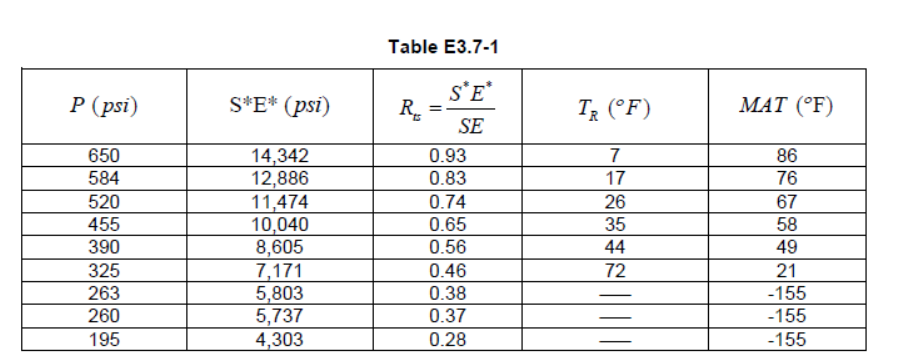 Table E3.7-1
P (psi) S*E* (psi) R_ts = S*E* / SE T_R (°F) MAT (°F)
650 14,342 0.93 7 86
584 12,886 0.83 17 76
520 11,474 0.74 26 67
455 10,040 0.65 35 58
390 8,605 0.56 44 49
325 7,171 0.46 72 21
263 5,803 0.38 — -155
260 5,737 0.37 — -155
195 4,303 0.28 — -155